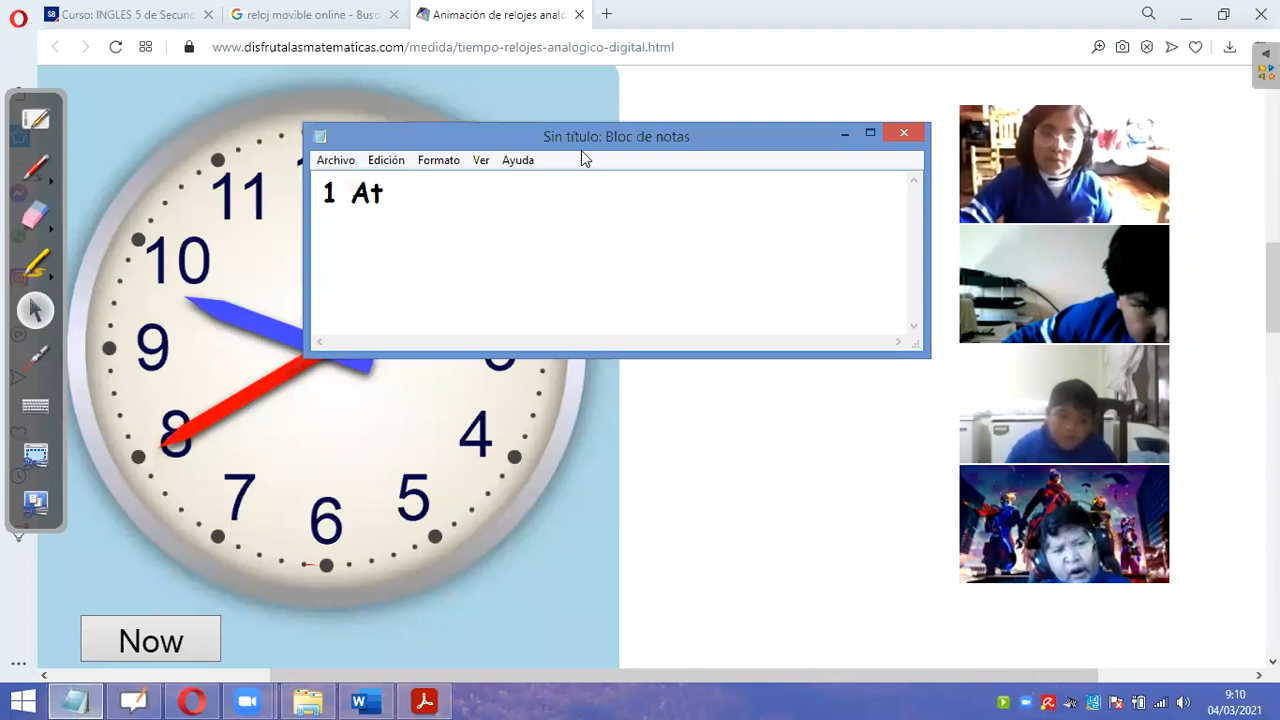 Curso: INGLES 5 de Secun
reloj movible online - Bus
Animación de relojes analó
www.disfrutalasmatematicas.com/medida/tiempo-relojes-analogico-digital.html
Sin título: Bloc de notas
Archivo Edición Formato Ver Ayuda
1 At
11
10
9
8
7
6
5
4
Now
9:10
04/03/2021